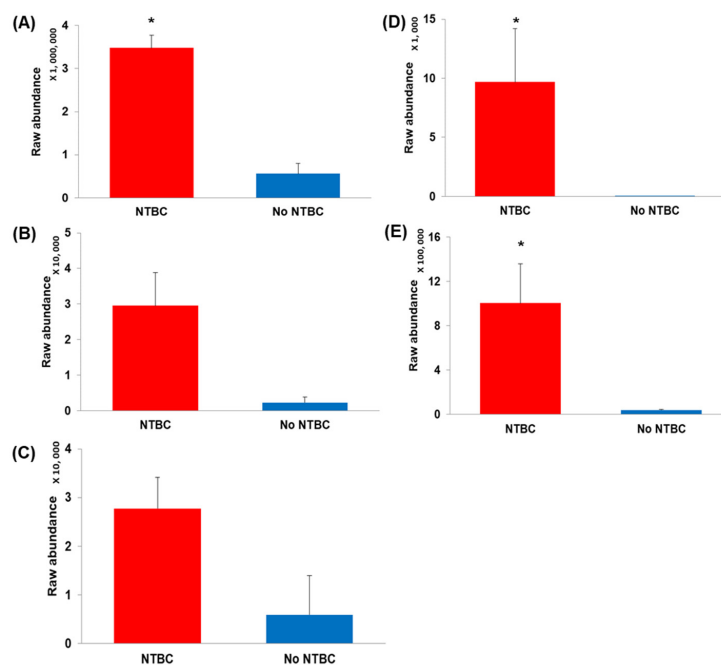 (A)
*
4
3
2
1
0
Raw abundance
X 1, 000, 000
NTBC
No NTBC
(B)
5
4
3
2
1
0
Raw abundance
X 10, 000
NTBC
No NTBC
(C)
4
3
2
1
0
Raw abundance
X 10, 000
NTBC
No NTBC
(D)
*
15
10
5
0
Raw abundance
X 1, 000
NTBC
No NTBC
(E)
*
16
12
8
4
0
Raw abundance
X 100, 000
NTBC
No NTBC